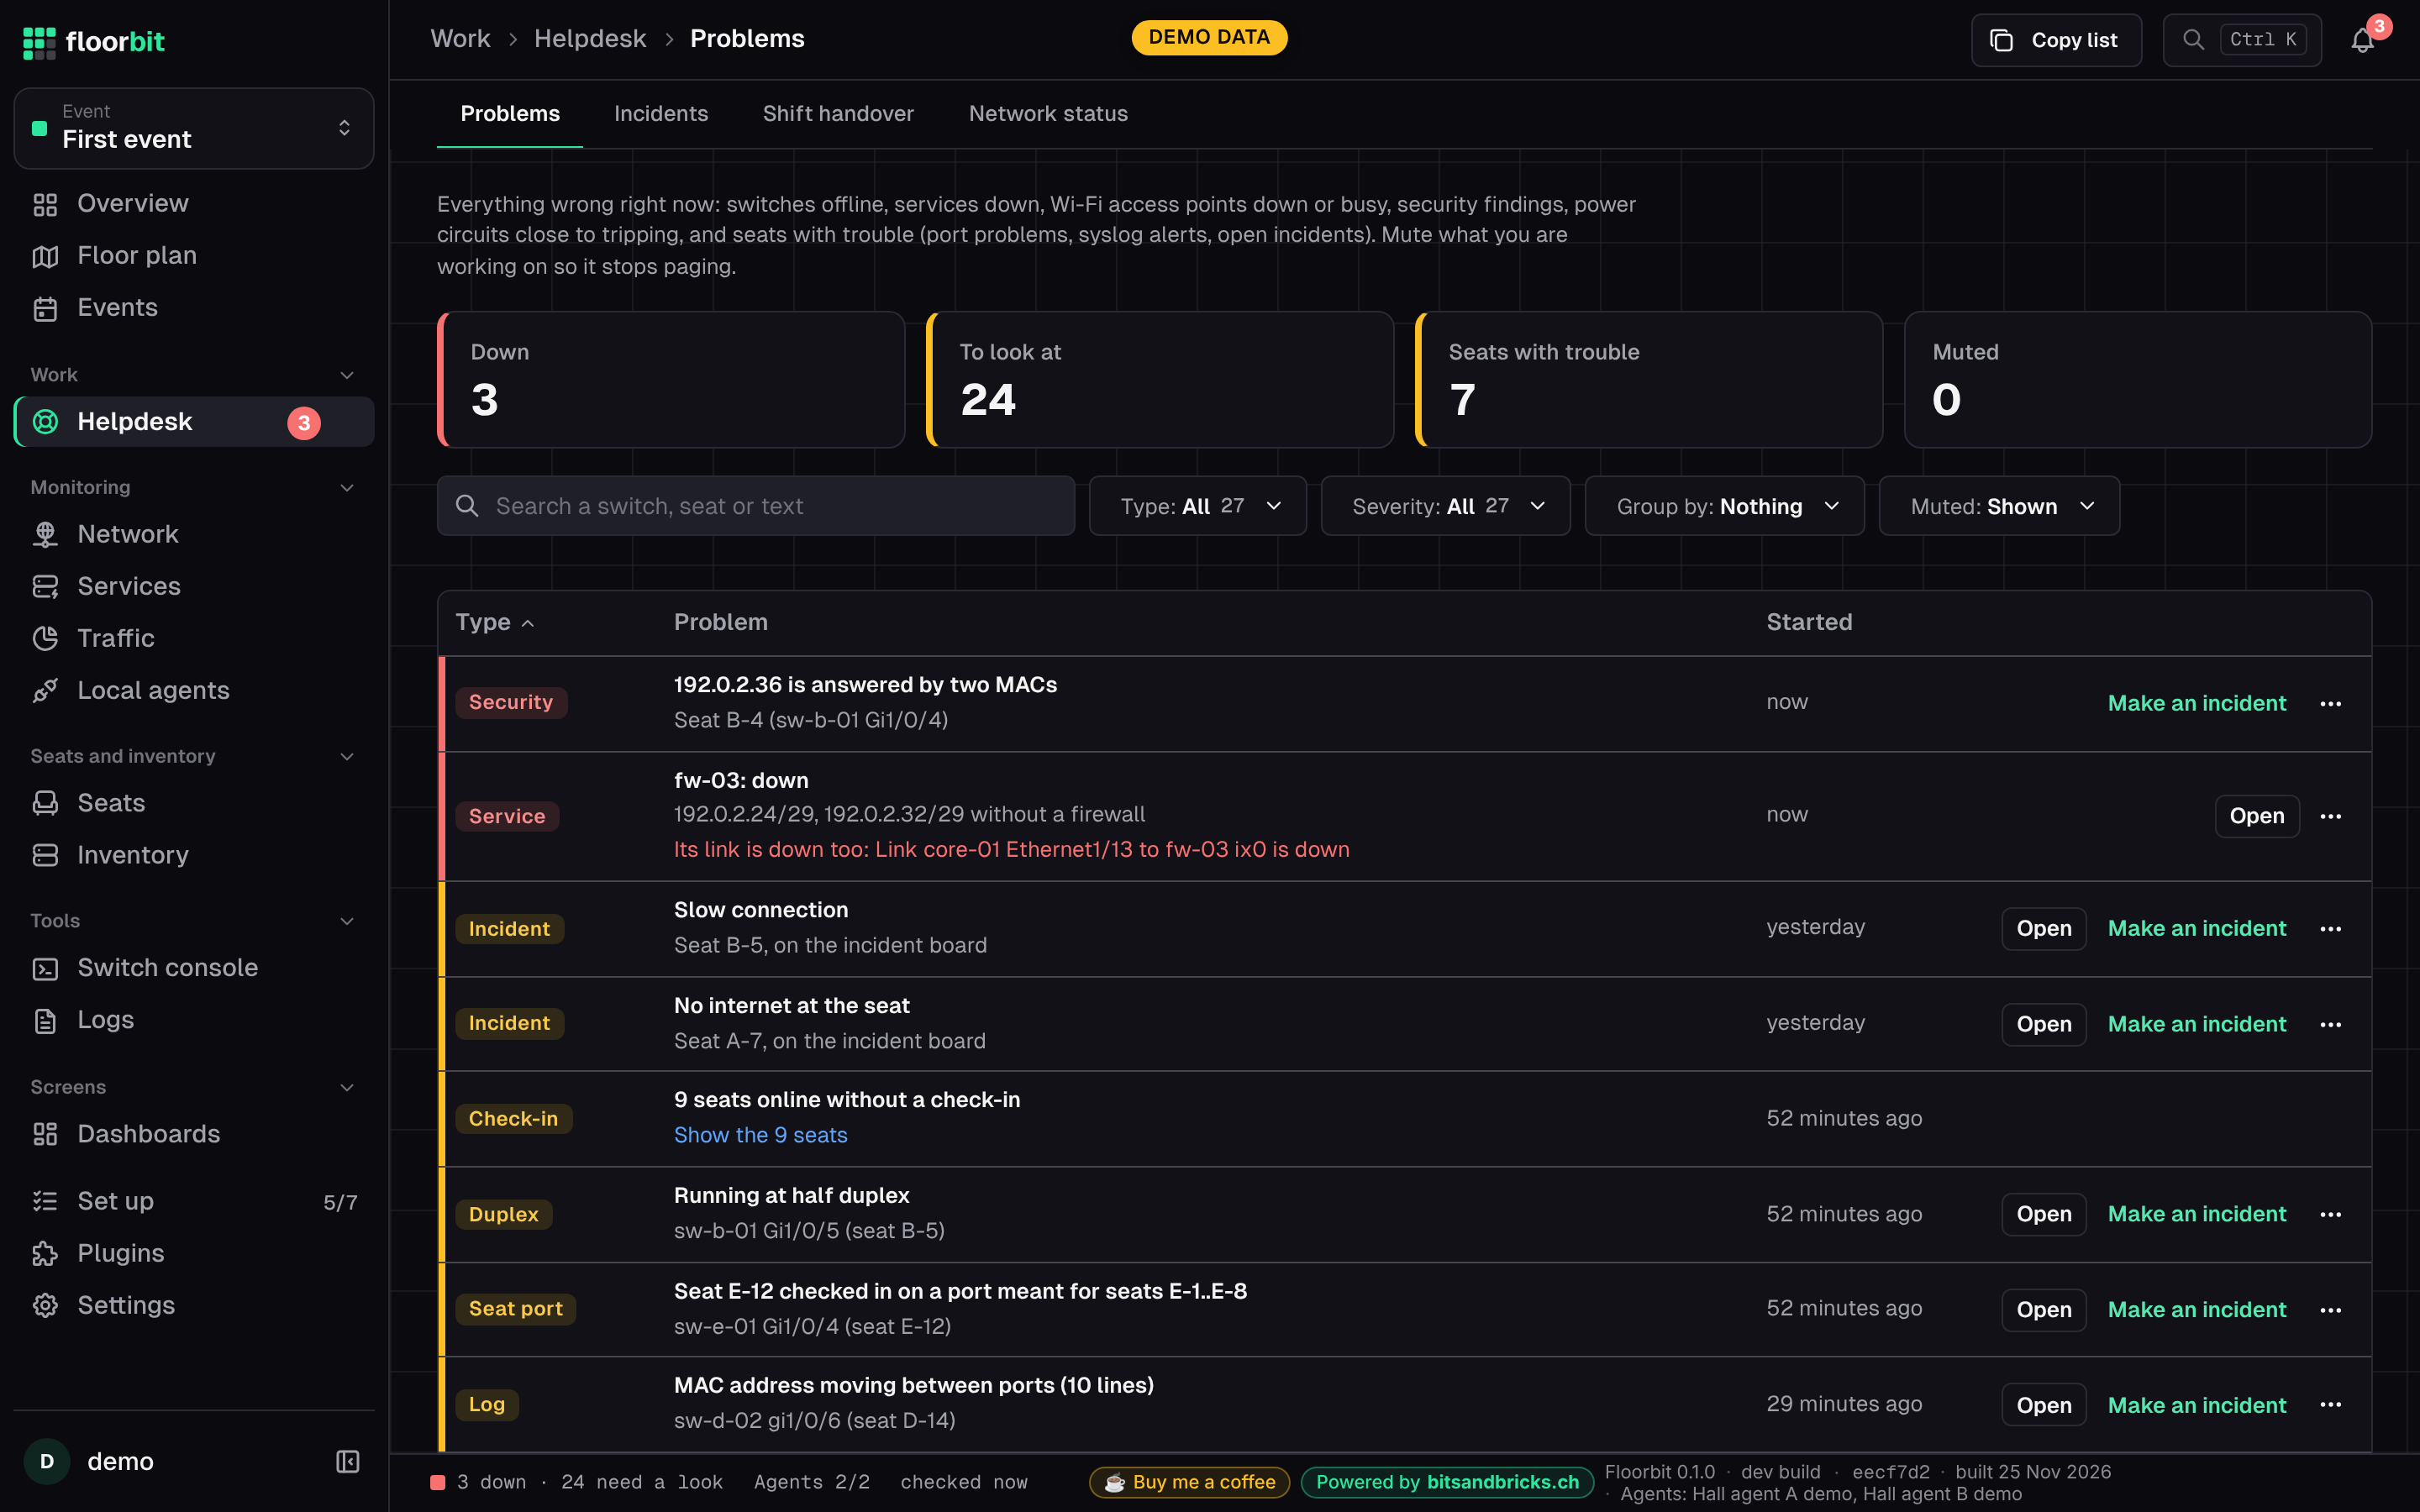 floorbit
Event
First event
Overview
Floor plan
Events
Work
Helpdesk 3
Monitoring
Network
Services
Traffic
Local agents
Seats and inventory
Seats
Inventory
Tools
Switch console
Logs
Screens
Dashboards
Set up 5/7
Plugins
Settings
D demo
Work > Helpdesk > Problems
DEMO DATA
Copy list
Ctrl K
3
Problems Incidents Shift handover Network status
Everything wrong right now: switches offline, services down, Wi-Fi access points down or busy, security findings, power
circuits close to tripping, and seats with trouble (port problems, syslog alerts, open incidents). Mute what you are
working on so it stops paging.
Down
3
To look at
24
Seats with trouble
7
Muted
0
Search a switch, seat or text
Type: All 27
Severity: All 27
Group by: Nothing
Muted: Shown
Type Problem Started
Security
192.0.2.36 is answered by two MACs
Seat B-4 (sw-b-01 Gi1/0/4)
now
Make an incident
Service
fw-03: down
192.0.2.24/29, 192.0.2.32/29 without a firewall
Its link is down too: Link core-01 Ethernet1/13 to fw-03 ix0 is down
now
Open
Incident
Slow connection
Seat B-5, on the incident board
yesterday
Open Make an incident
Incident
No internet at the seat
Seat A-7, on the incident board
yesterday
Open Make an incident
Check-in
9 seats online without a check-in
Show the 9 seats
52 minutes ago
Duplex
Running at half duplex
sw-b-01 Gi1/0/5 (seat B-5)
52 minutes ago
Open Make an incident
Seat port
Seat E-12 checked in on a port meant for seats E-1..E-8
sw-e-01 Gi1/0/4 (seat E-12)
52 minutes ago
Open Make an incident
Log
MAC address moving between ports (10 lines)
sw-d-02 gi1/0/6 (seat D-14)
29 minutes ago
Open Make an incident
3 down · 24 need a look Agents 2/2 checked now
Buy me a coffee
Powered by bitsandbricks.ch
Floorbit 0.1.0 · dev build · eecf7d2 · built 25 Nov 2026
· Agents: Hall agent A demo, Hall agent B demo